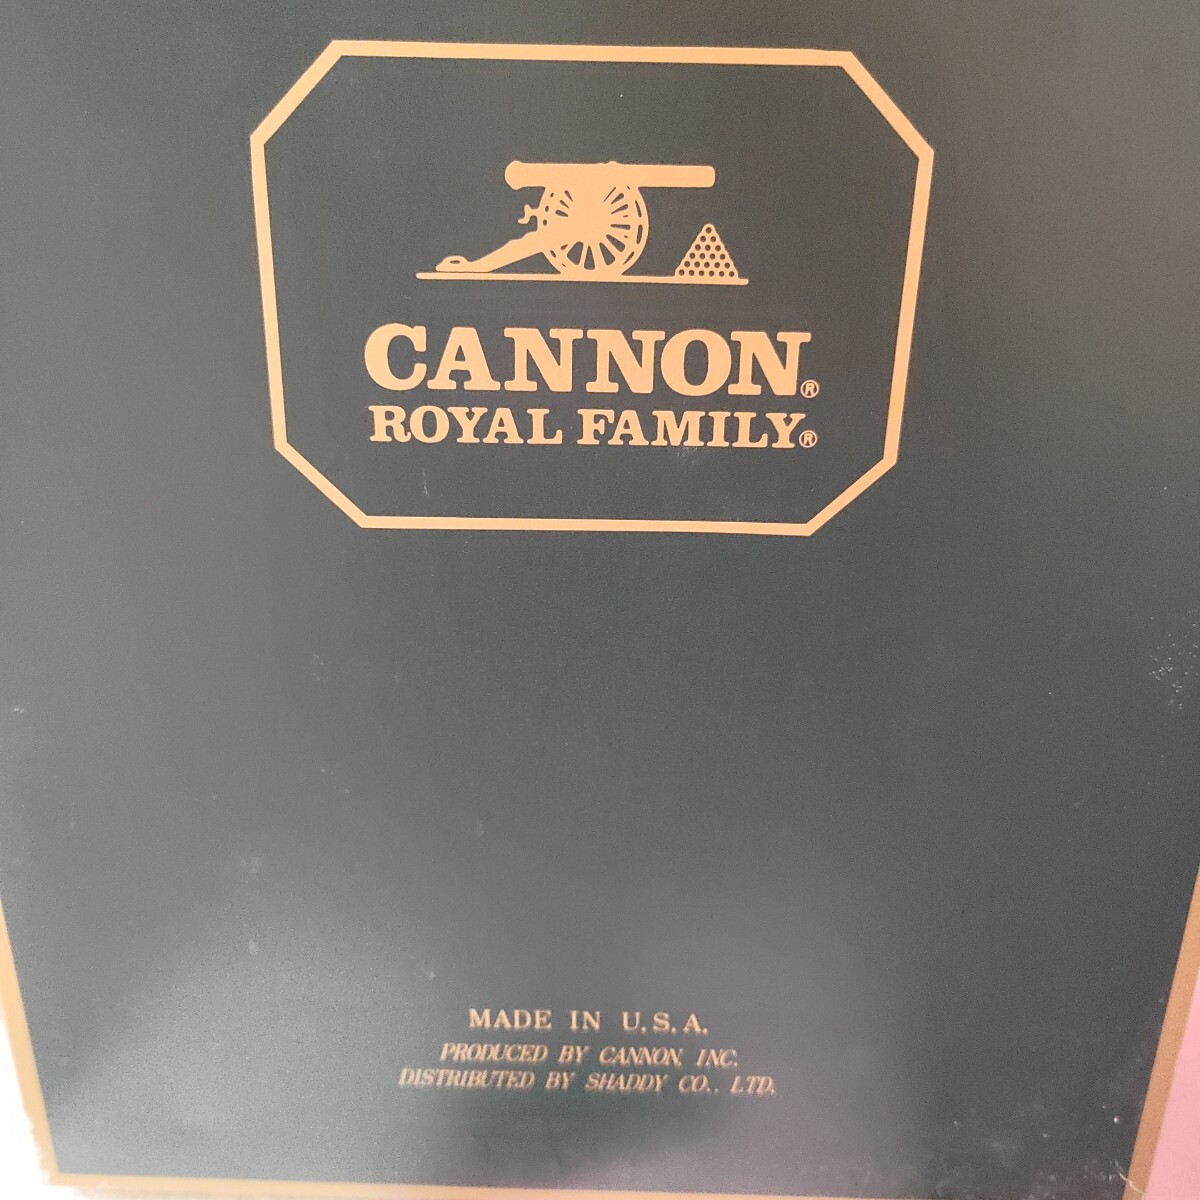 CANNON®
ROYAL FAMILY®
MADE IN U.S.A.
PRODUCED BY CANNON, INC.
DISTRIBUTED BY SHADDY CO., LTD.